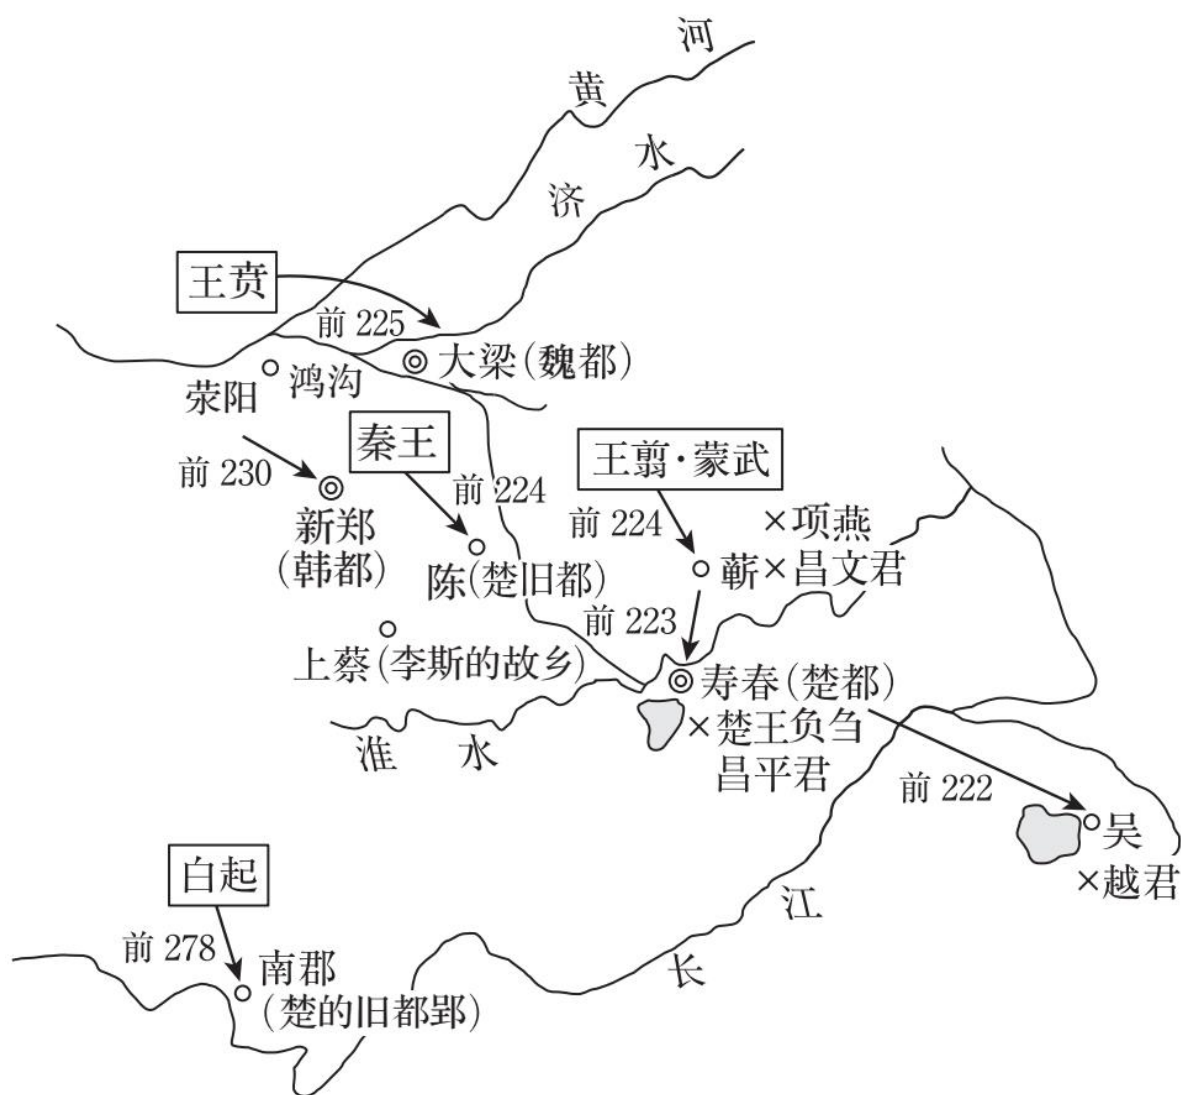 黄河
济水
王贲
前 225
大梁(魏都)
荥阳
鸿沟
秦王
王翦·蒙武
前 230
前 224
新郑
(韩都)
前 224
×项燕
陈(楚旧都)
蕲×昌文君
前 223
上蔡(李斯的故乡)
寿春(楚都)
×楚王负刍
昌平君
淮水
前 222
吴
×越君
白起
前 278
南郡
(楚的旧都郢)
长江